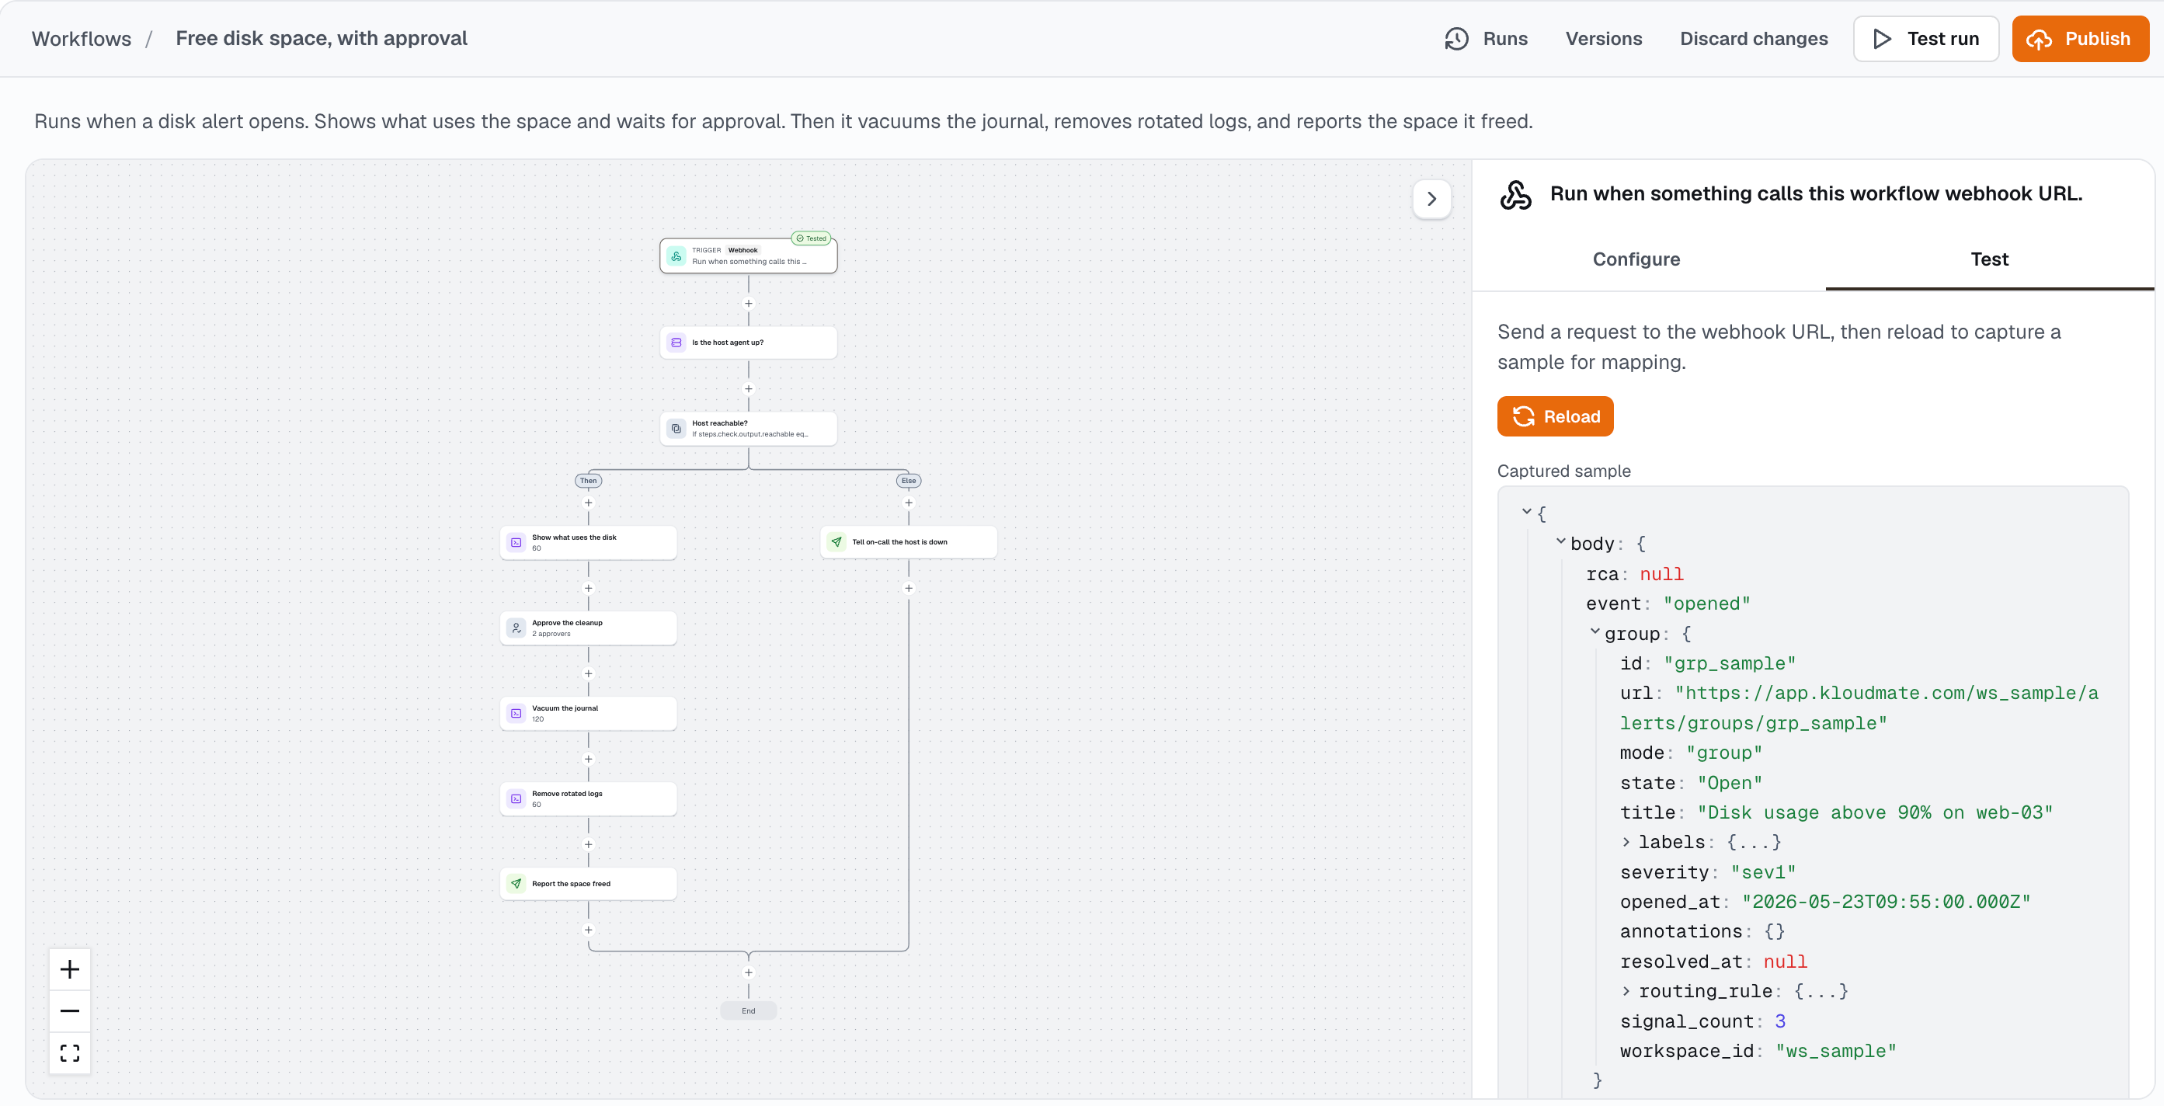 Workflows / Free disk space, with approval
Runs
Versions
Discard changes
Test run
Publish
Runs when a disk alert opens. Shows what uses the space and waits for approval. Then it vacuums the journal, removes rotated logs, and reports the space it freed.
Tested
TRIGGER Webhook
Run when something calls this ...
Is the host agent up?
Host reachable?
If steps.check.output.reachable eq...
Then
Else
Show what uses the disk
60
Tell on-call the host is down
Approve the cleanup
2 approvers
Vacuum the journal
120
Remove rotated logs
60
Report the space freed
End
Run when something calls this workflow webhook URL.
Configure
Test
Send a request to the webhook URL, then reload to capture a
sample for mapping.
Reload
Captured sample
{
body: {
rca: null
event: "opened"
group: {
id: "grp_sample"
url: "https://app.kloudmate.com/ws_sample/a
lerts/groups/grp_sample"
mode: "group"
state: "Open"
title: "Disk usage above 90% on web-03"
labels: {...}
severity: "sev1"
opened_at: "2026-05-23T09:55:00.000Z"
annotations: {}
resolved_at: null
routing_rule: {...}
signal_count: 3
workspace_id: "ws_sample"
}